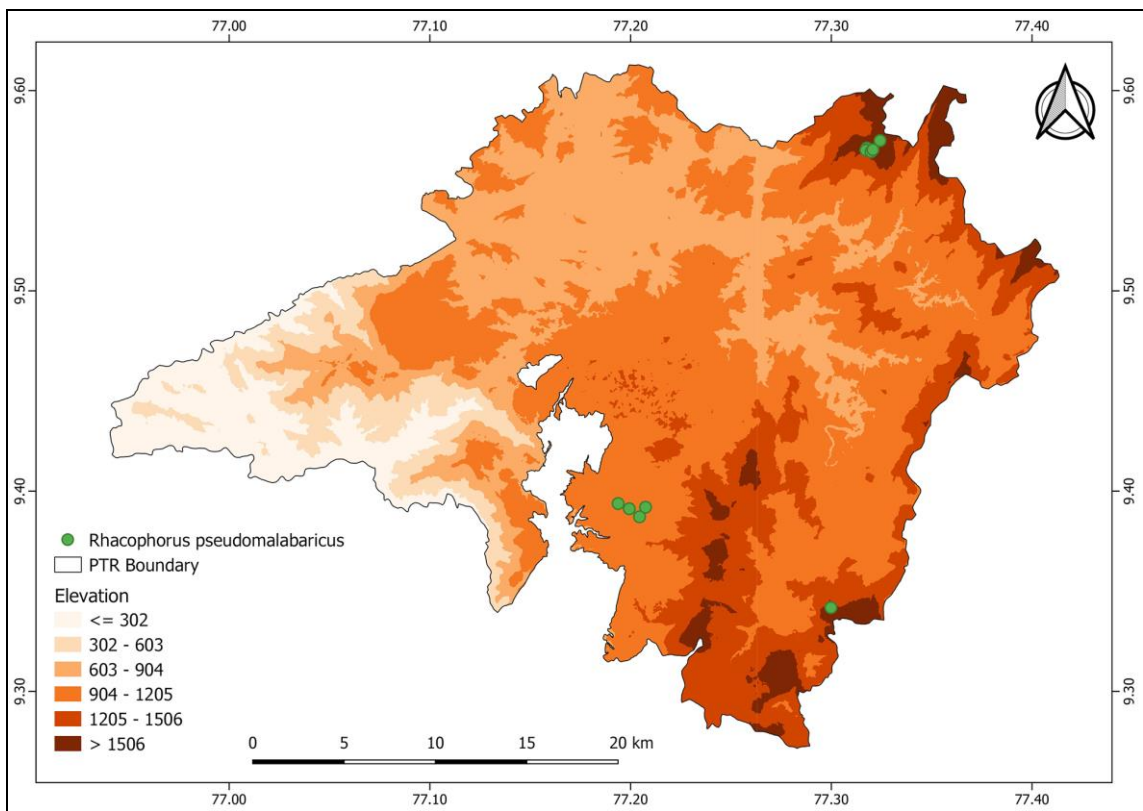 77.00 77.10 77.20 77.30 77.40
9.60 9.60
9.50 9.50
9.40 9.40
Rhacophorus pseudomalabaricus
PTR Boundary
Elevation
<= 302
302 - 603
603 - 904
904 - 1205
1205 - 1506
> 1506
9.30 9.30
0 5 10 15 20 km
77.00 77.10 77.20 77.30 77.40